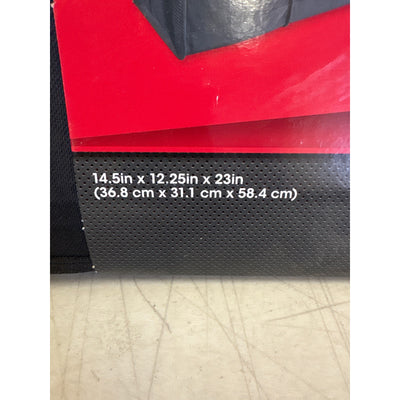 14.5in x 12.25in x 23in
(36.8 cm x 31.1 cm x 58.4 cm)